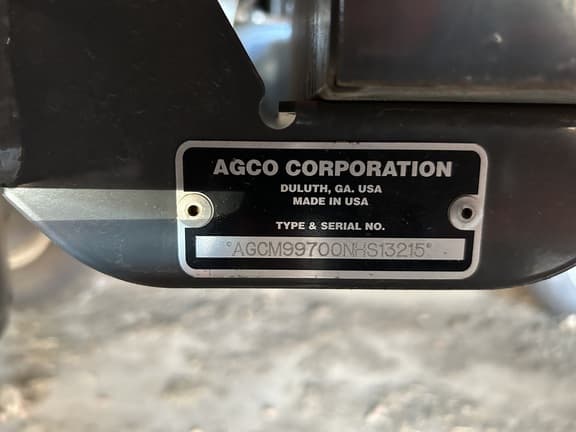 AGCO CORPORATION
DULUTH, GA. USA
MADE IN USA
TYPE & SERIAL NO.
*AGCM99700NHS13215*